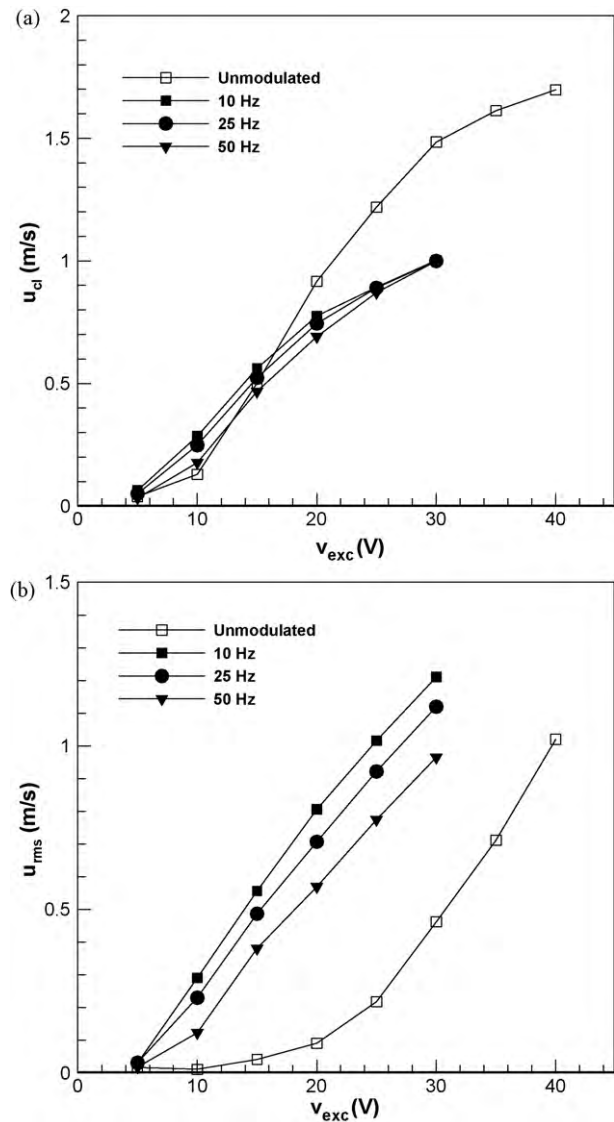 (a)
2
1.5
1
0.5
0
Unmodulated
10 Hz
25 Hz
50 Hz
u_cl (m/s)
0 10 20 30 40
v_exc (V)
(b)
1.5
1
0.5
0
Unmodulated
10 Hz
25 Hz
50 Hz
u_rms (m/s)
0 10 20 30 40
v_exc (V)